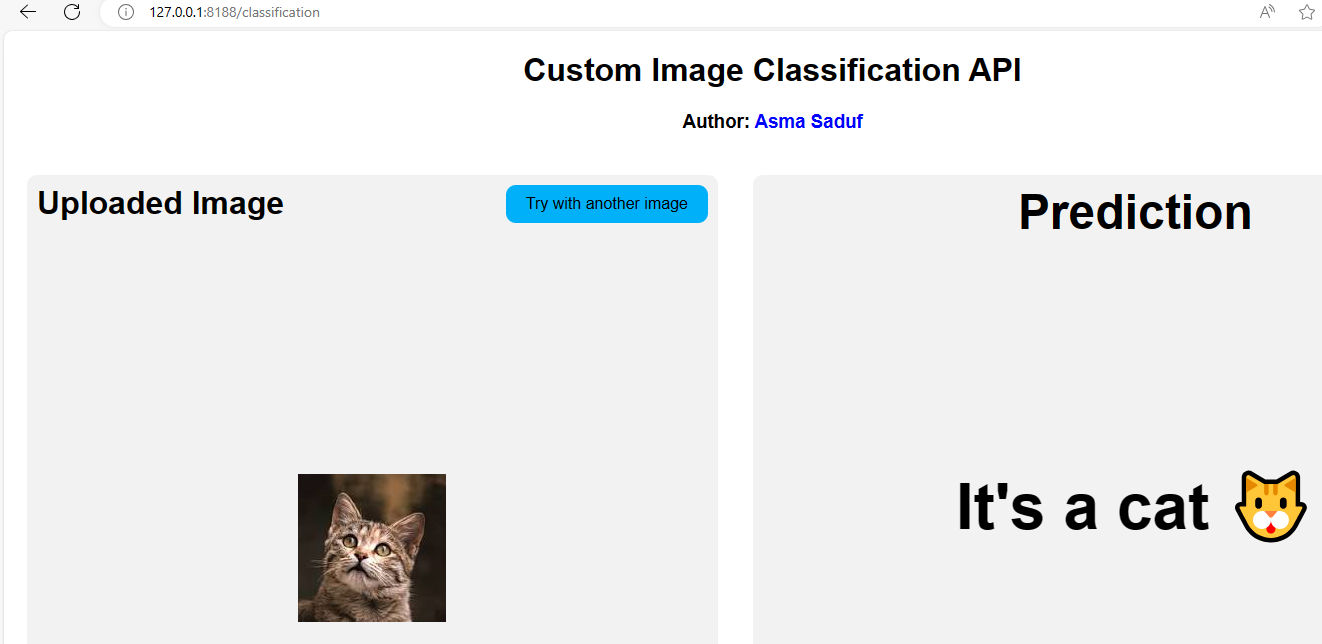 127.0.0.1:8188/classification
Custom Image Classification API
Author: Asma Saduf
Uploaded Image
Try with another image
Prediction
It's a cat 🐱